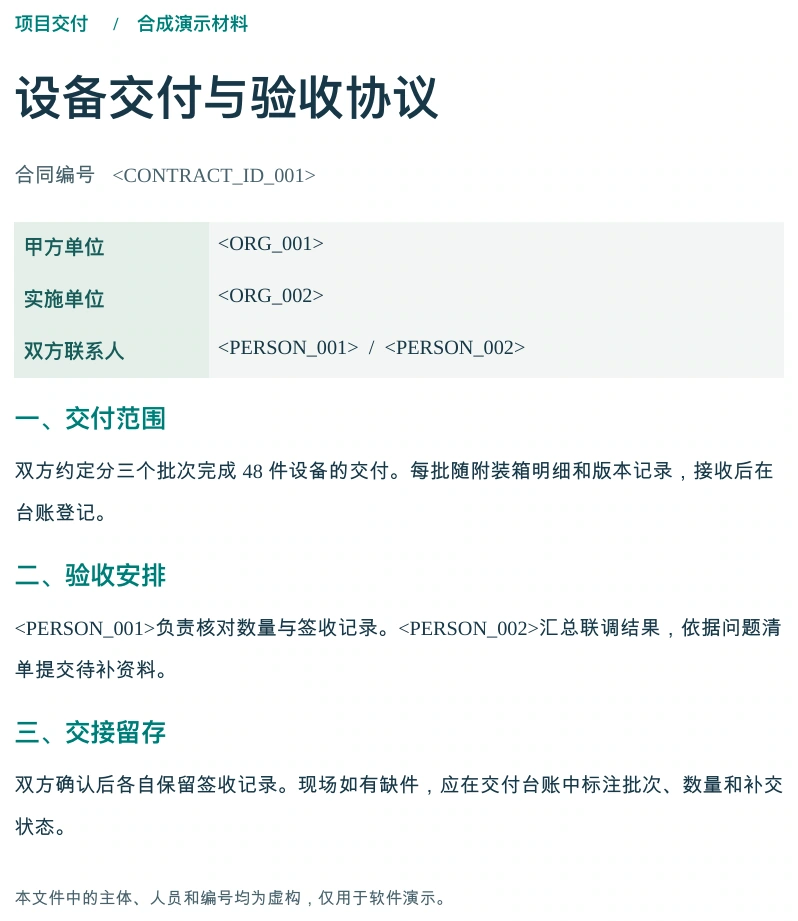 项目交付 / 合成演示材料
设备交付与验收协议
合同编号 <CONTRACT_ID_001>
甲方单位 <ORG_001>
实施单位 <ORG_002>
双方联系人 <PERSON_001> / <PERSON_002>
一、交付范围
双方约定分三个批次完成 48 件设备的交付。每批随附装箱明细和版本记录，接收后在
台账登记。
二、验收安排
<PERSON_001>负责核对数量与签收记录。<PERSON_002>汇总联调结果，依据问题清
单提交待补资料。
三、交接留存
双方确认后各自保留签收记录。现场如有缺件，应在交付台账中标注批次、数量和补交
状态。
本文件中的主体、人员和编号均为虚构，仅用于软件演示。